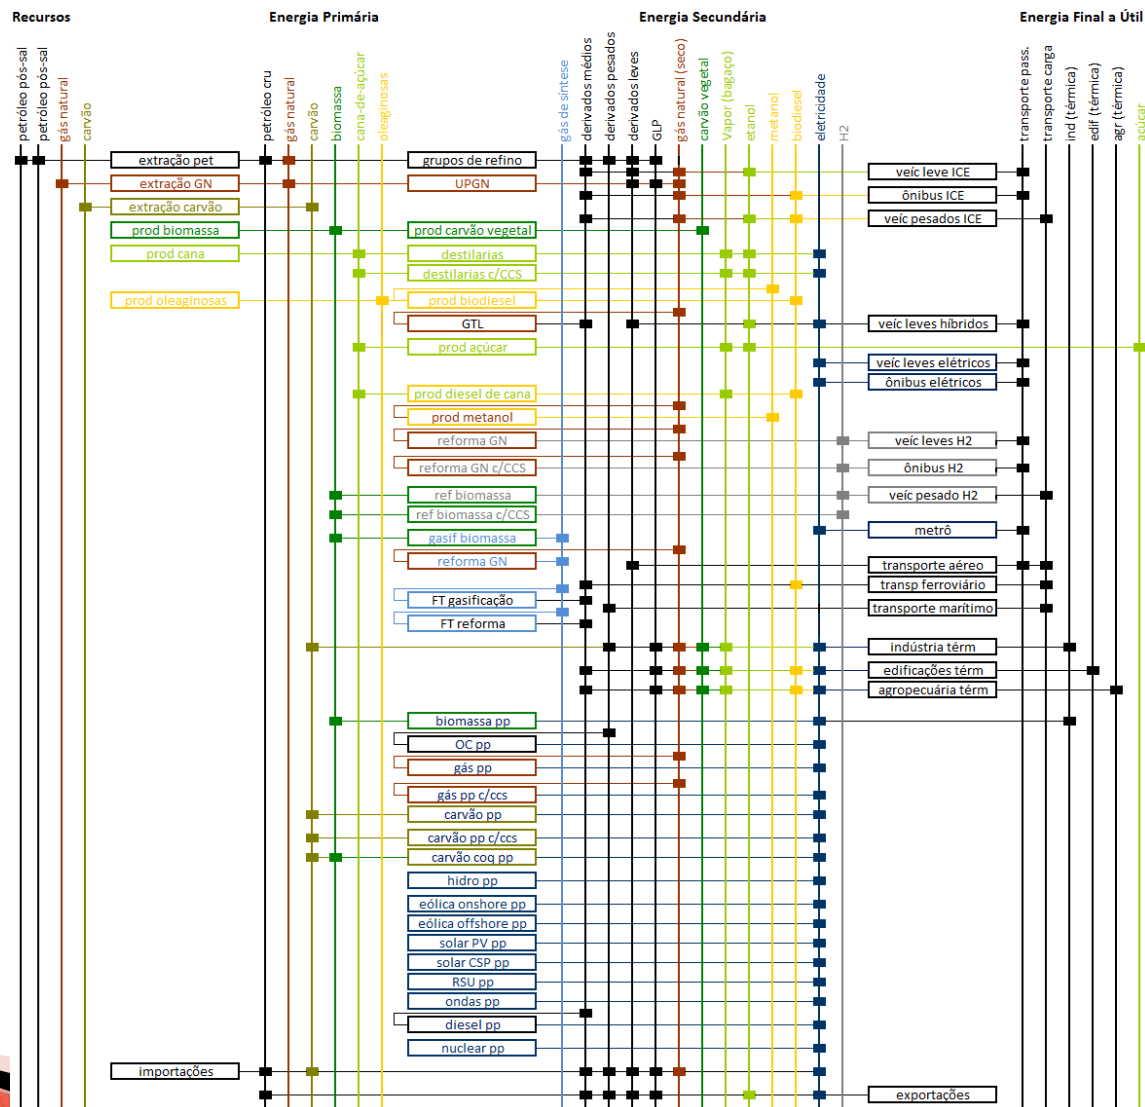 Recursos
Energia Primária
Energia Secundária
Energia Final a Útil
petróleo pós-sal
petróleo pós-sal
gás natural
carvão
petróleo cru
gás natural
carvão
biomassa
cana-de-açúcar
oleaginosas
gás de síntese
derivados médios
derivados pesados
derivados leves
GLP
gás natural (seco)
carvão vegetal
Vapor (bagaço)
etanol
metanol
biodiesel
eletricidade
H2
transporte pass.
transporte carga
ind (térmica)
edif (térmica)
agr (térmica)
açúcar
extração pet
grupos de refino
veíc leve ICE
extração GN
UPGN
ônibus ICE
extração carvão
veíc pesados ICE
prod biomassa
prod carvão vegetal
prod cana
destilarias
destilarias c/CCS
prod oleaginosas
prod biodiesel
GTL
veíc leves híbridos
prod açúcar
veíc leves elétricos
ônibus elétricos
prod diesel de cana
prod metanol
reforma GN
veíc leves H2
reforma GN c/CCS
ônibus H2
ref biomassa
veíc pesado H2
ref biomassa c/CCS
metrô
gasif biomassa
reforma GN
transporte aéreo
transp ferroviário
FT gasificação
transporte marítimo
FT reforma
indústria térm
edificações térm
agropecuária térm
biomassa pp
OC pp
gás pp
gás pp c/ccs
carvão pp
carvão pp c/ccs
carvão coq pp
hidro pp
eólica onshore pp
eólica offshore pp
solar PV pp
solar CSP pp
RSU pp
ondas pp
diesel pp
nuclear pp
importações
exportações